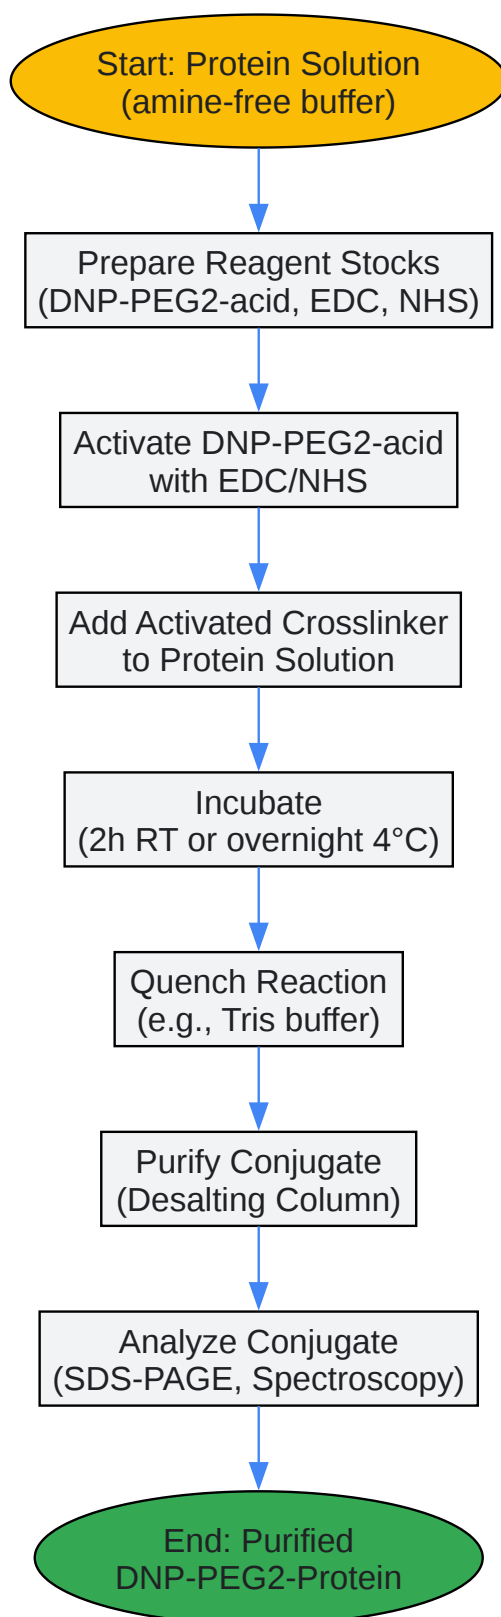 Start: Protein Solution
(amine-free buffer)
Prepare Reagent Stocks
(DNP-PEG2-acid, EDC, NHS)
Activate DNP-PEG2-acid
with EDC/NHS
Add Activated Crosslinker
to Protein Solution
Incubate
(2h RT or overnight 4°C)
Quench Reaction
(e.g., Tris buffer)
Purify Conjugate
(Desalting Column)
Analyze Conjugate
(SDS-PAGE, Spectroscopy)
End: Purified
DNP-PEG2-Protein